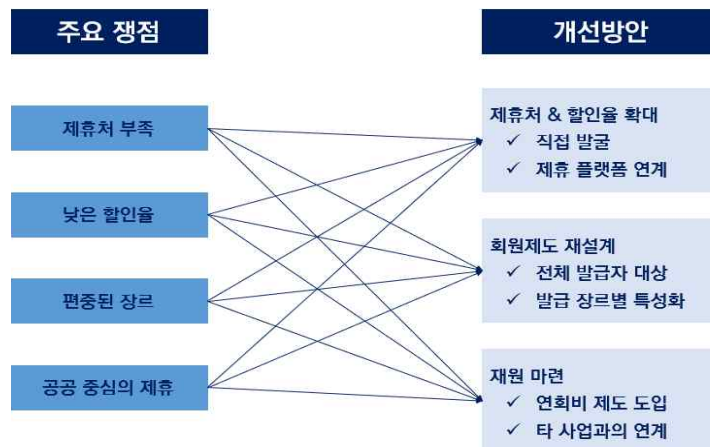 주요 쟁점
제휴처 부족
낮은 할인율
편중된 장르
공공 중심의 제휴
개선방안
제휴처 & 할인율 확대
✓ 직접 발굴
✓ 제휴 플랫폼 연계
회원제도 재설계
✓ 전체 발급자 대상
✓ 발급 장르별 특성화
재원 마련
✓ 연회비 제도 도입
✓ 타 사업과의 연계